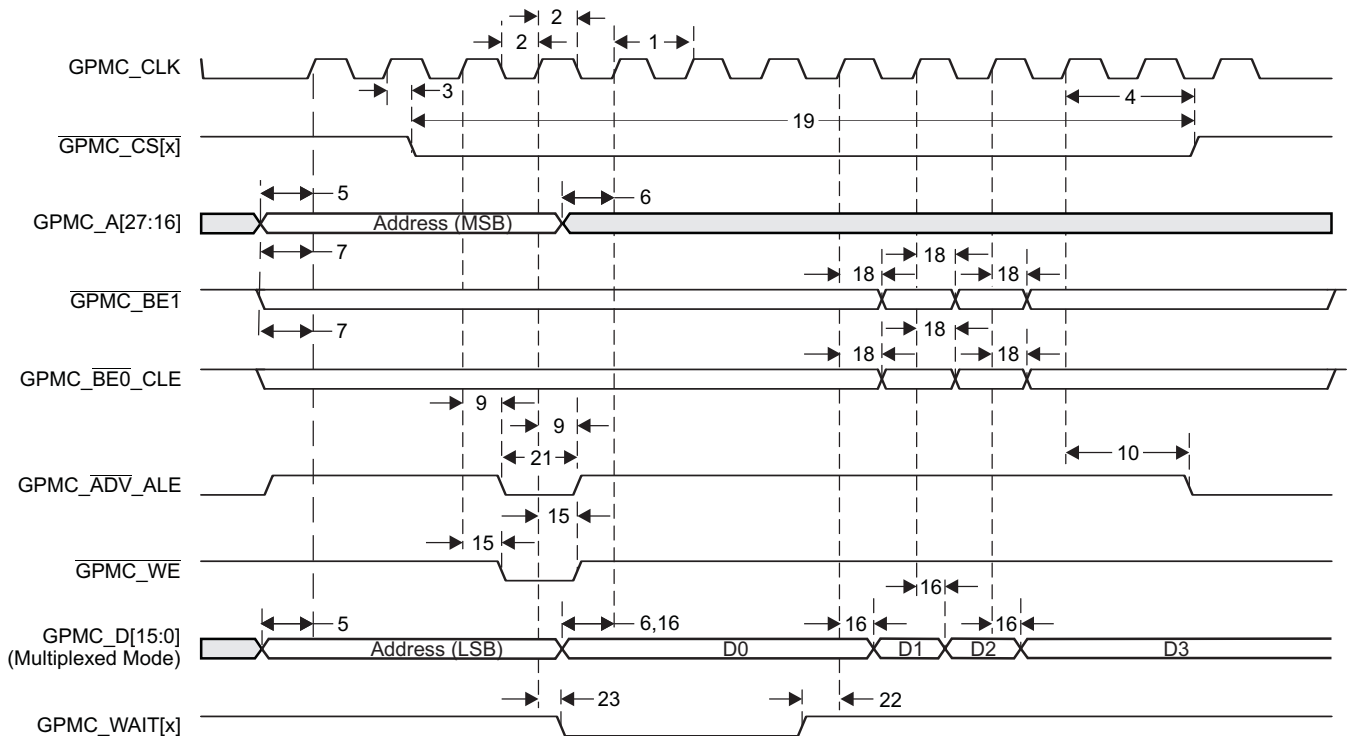 2
2
1
GPMC_CLK
3
4
19
GPMC_CS[x]
5
6
GPMC_A[27:16]
Address (MSB)
7
18
18
18
GPMC_BE1
7
18
18
18
GPMC_BE0_CLE
9
9
21
10
GPMC_ADV_ALE
15
15
GPMC_WE
16
5
6,16
16
16
GPMC_D[15:0]
(Multiplexed Mode)
Address (LSB)
D0
D1
D2
D3
23
22
GPMC_WAIT[x]